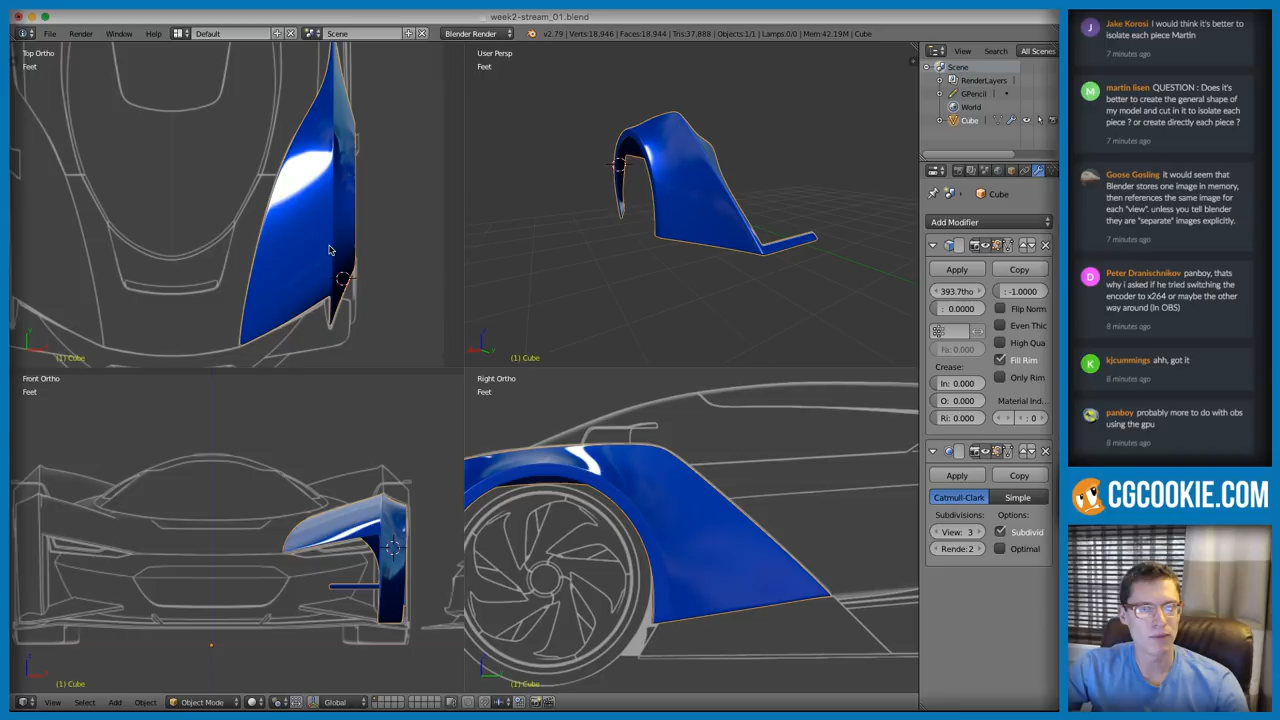 week2-stream_01.blend
File
Render
Window
Help
Default
Scene
Blender Render
v2.79 | Verts:18,946 | Faces:18,944 | Tris:37,888 | Objects:1/1 | Lamps:0/0 | Mem:42.19M | Cube
Top Ortho
Feet
(1) Cube
User Persp
Feet
(1) Cube
Front Ortho
Feet
(1) Cube
Right Ortho
Feet
(1) Cube
View
Select
Add
Object
Object Mode
Global
View
Search
All Scenes
Scene
RenderLayers
GPencil
World
Cube
Cube
Add Modifier
Apply
Copy
393.7tho
: -1.0000
: 0.0000
Flip Norm
Even Thic
High Qua
Fa: 0.000
Fill Rim
Only Rim
Crease:
In: 0.000
O: 0.000
Ri: 0.000
Material Ind...
: 0
Apply
Copy
Catmull-Clark
Simple
Subdivisions:
Options:
View: 3
Subdivid
Rende: 2
Optimal
J
Jake Korosi I would think it's better to
isolate each piece Martin
7 minutes ago
M
martin lisen QUESTION : Does it's
better to create the general shape of
my model and cut in it to isolate each
piece ? or create directly each piece ?
7 minutes ago
Goose Gosling it would seem that
Blender stores one image in memory,
then references the same image for
each "view". unless you tell blender
they are "separate" images explicitly.
7 minutes ago
P
Peter Dranischnikov panboy, thats
why i asked if he tried switching the
encoder to x264 or maybe the other
way around (In OBS)
8 minutes ago
K
kjcummings ahh, got it
8 minutes ago
panboy probably more to do with obs
using the gpu
8 minutes ago
CGCOOKIE.COM